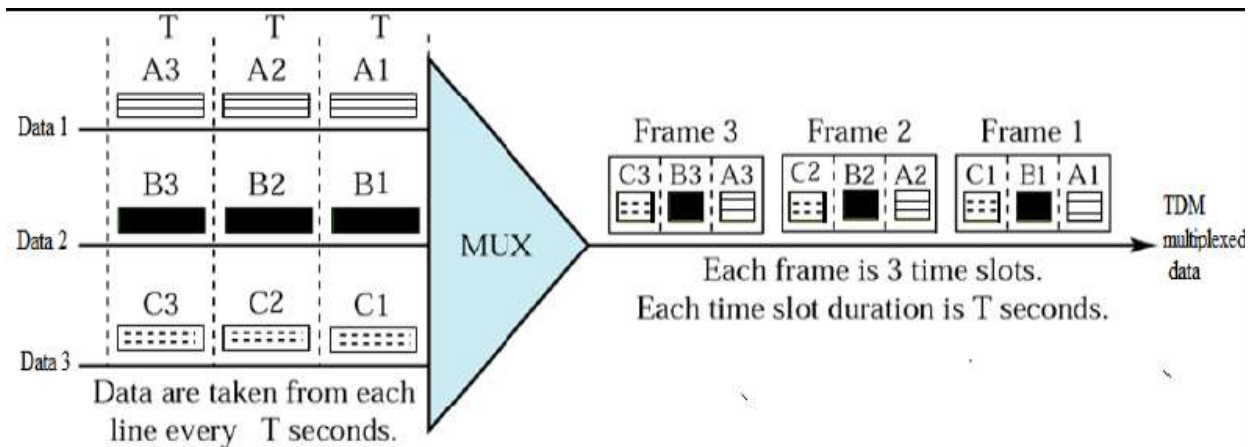 T T T
A3 A2 A1
Data 1
B3 B2 B1
Data 2
C3 C2 C1
Data 3
Data are taken from each
line every T seconds.
MUX
Frame 3 Frame 2 Frame 1
C3 B3 A3 C2 B2 A2 C1 B1 A1
TDM
multiplexed
data
Each frame is 3 time slots.
Each time slot duration is T seconds.